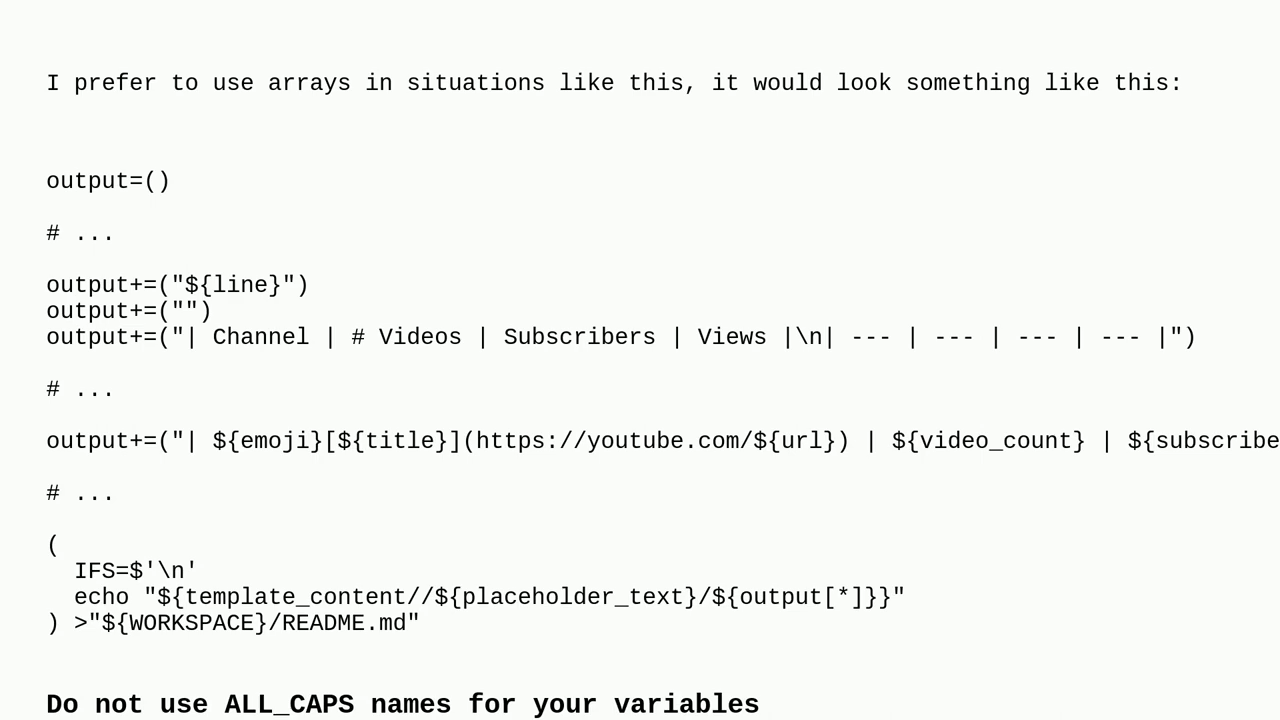 I prefer to use arrays in situations like this, it would look something like this:
output=()
# ...
output+=("${line}")
output+=("")
output+=("| Channel | # Videos | Subscribers | Views |\n| --- | --- | --- | --- |")
# ...
output+=("| ${emoji}[${title}](https://youtube.com/${url}) | ${video_count} | ${subscribe
# ...
(
  IFS=$'\n'
  echo "${template_content//${placeholder_text}/${output[*]}}"
) >"${WORKSPACE}/README.md"
Do not use ALL_CAPS names for your variables